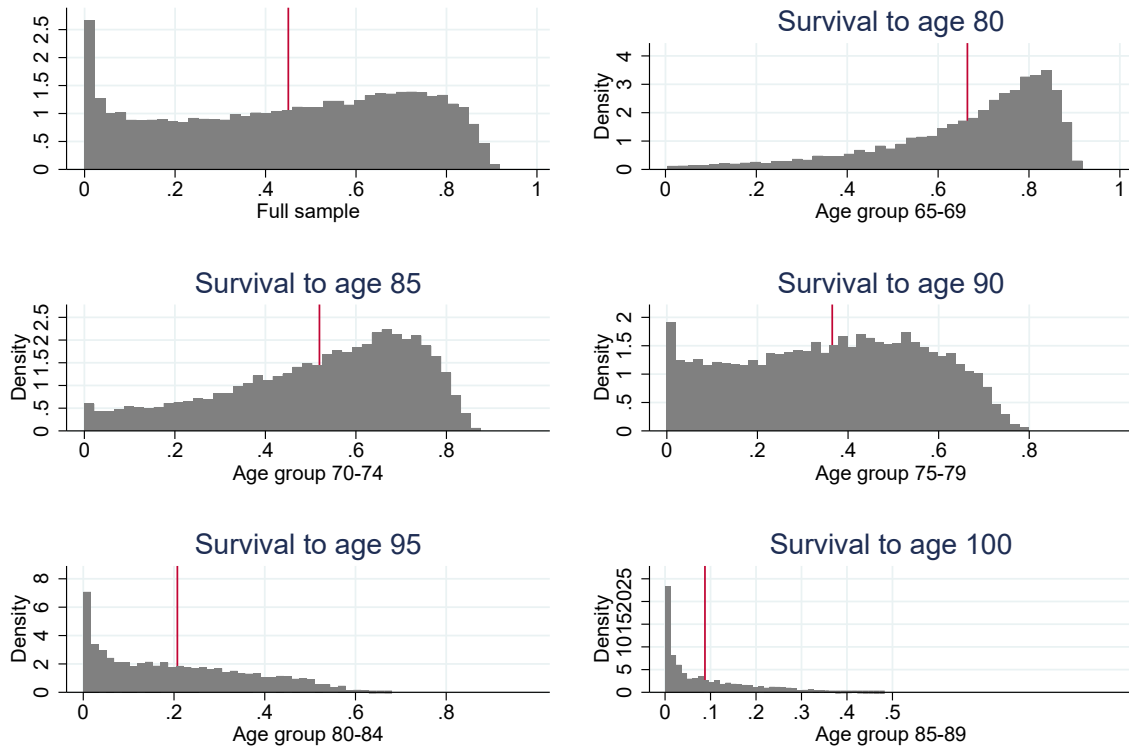 0 .5 1 1.5 2 2.5
0 .2 .4 .6 .8 1
Full sample
Survival to age 80
Density
0 1 2 3 4
0 .2 .4 .6 .8 1
Age group 65-69
Survival to age 85
Density
0 .5 1 1.5 2 2.5
0 .2 .4 .6 .8
Age group 70-74
Survival to age 90
Density
0 .5 1 1.5 2
0 .2 .4 .6 .8
Age group 75-79
Survival to age 95
Density
0 2 4 6 8
0 .2 .4 .6 .8
Age group 80-84
Survival to age 100
Density
0 5 10 15 20 25
0 .1 .2 .3 .4 .5
Age group 85-89